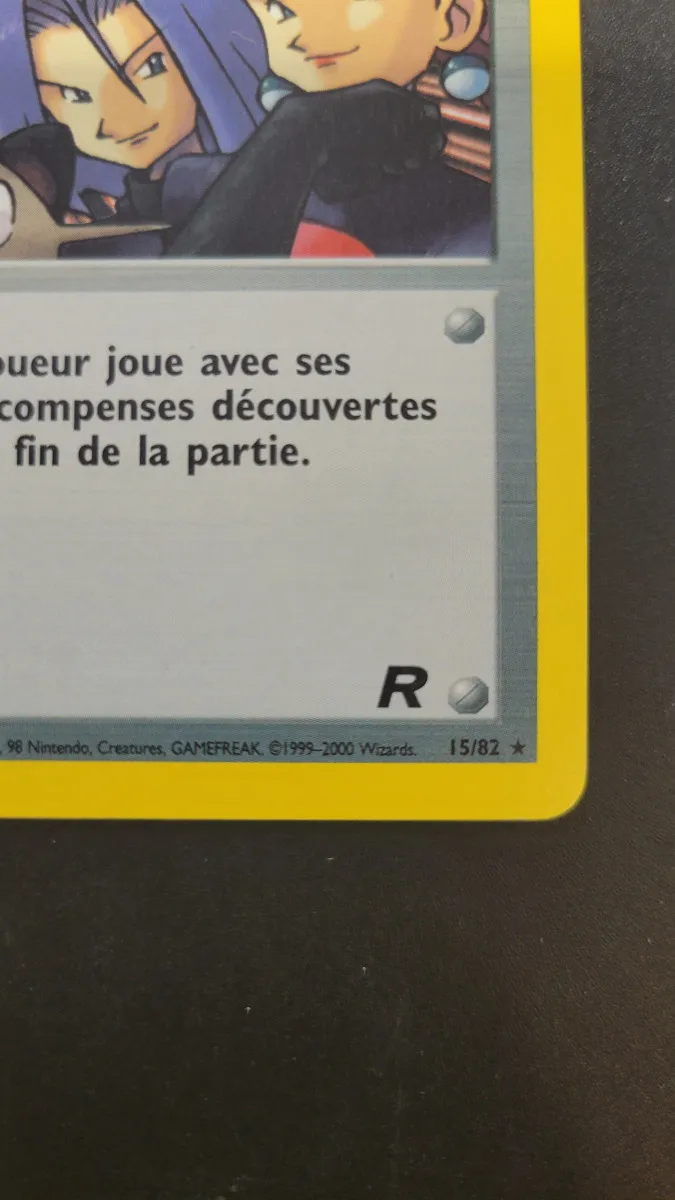 oueur joue avec ses
compenses découvertes
fin de la partie.
R
, 98 Nintendo, Creatures, GAMEFREAK. ©1999–2000 Wizards. 15/82 ★